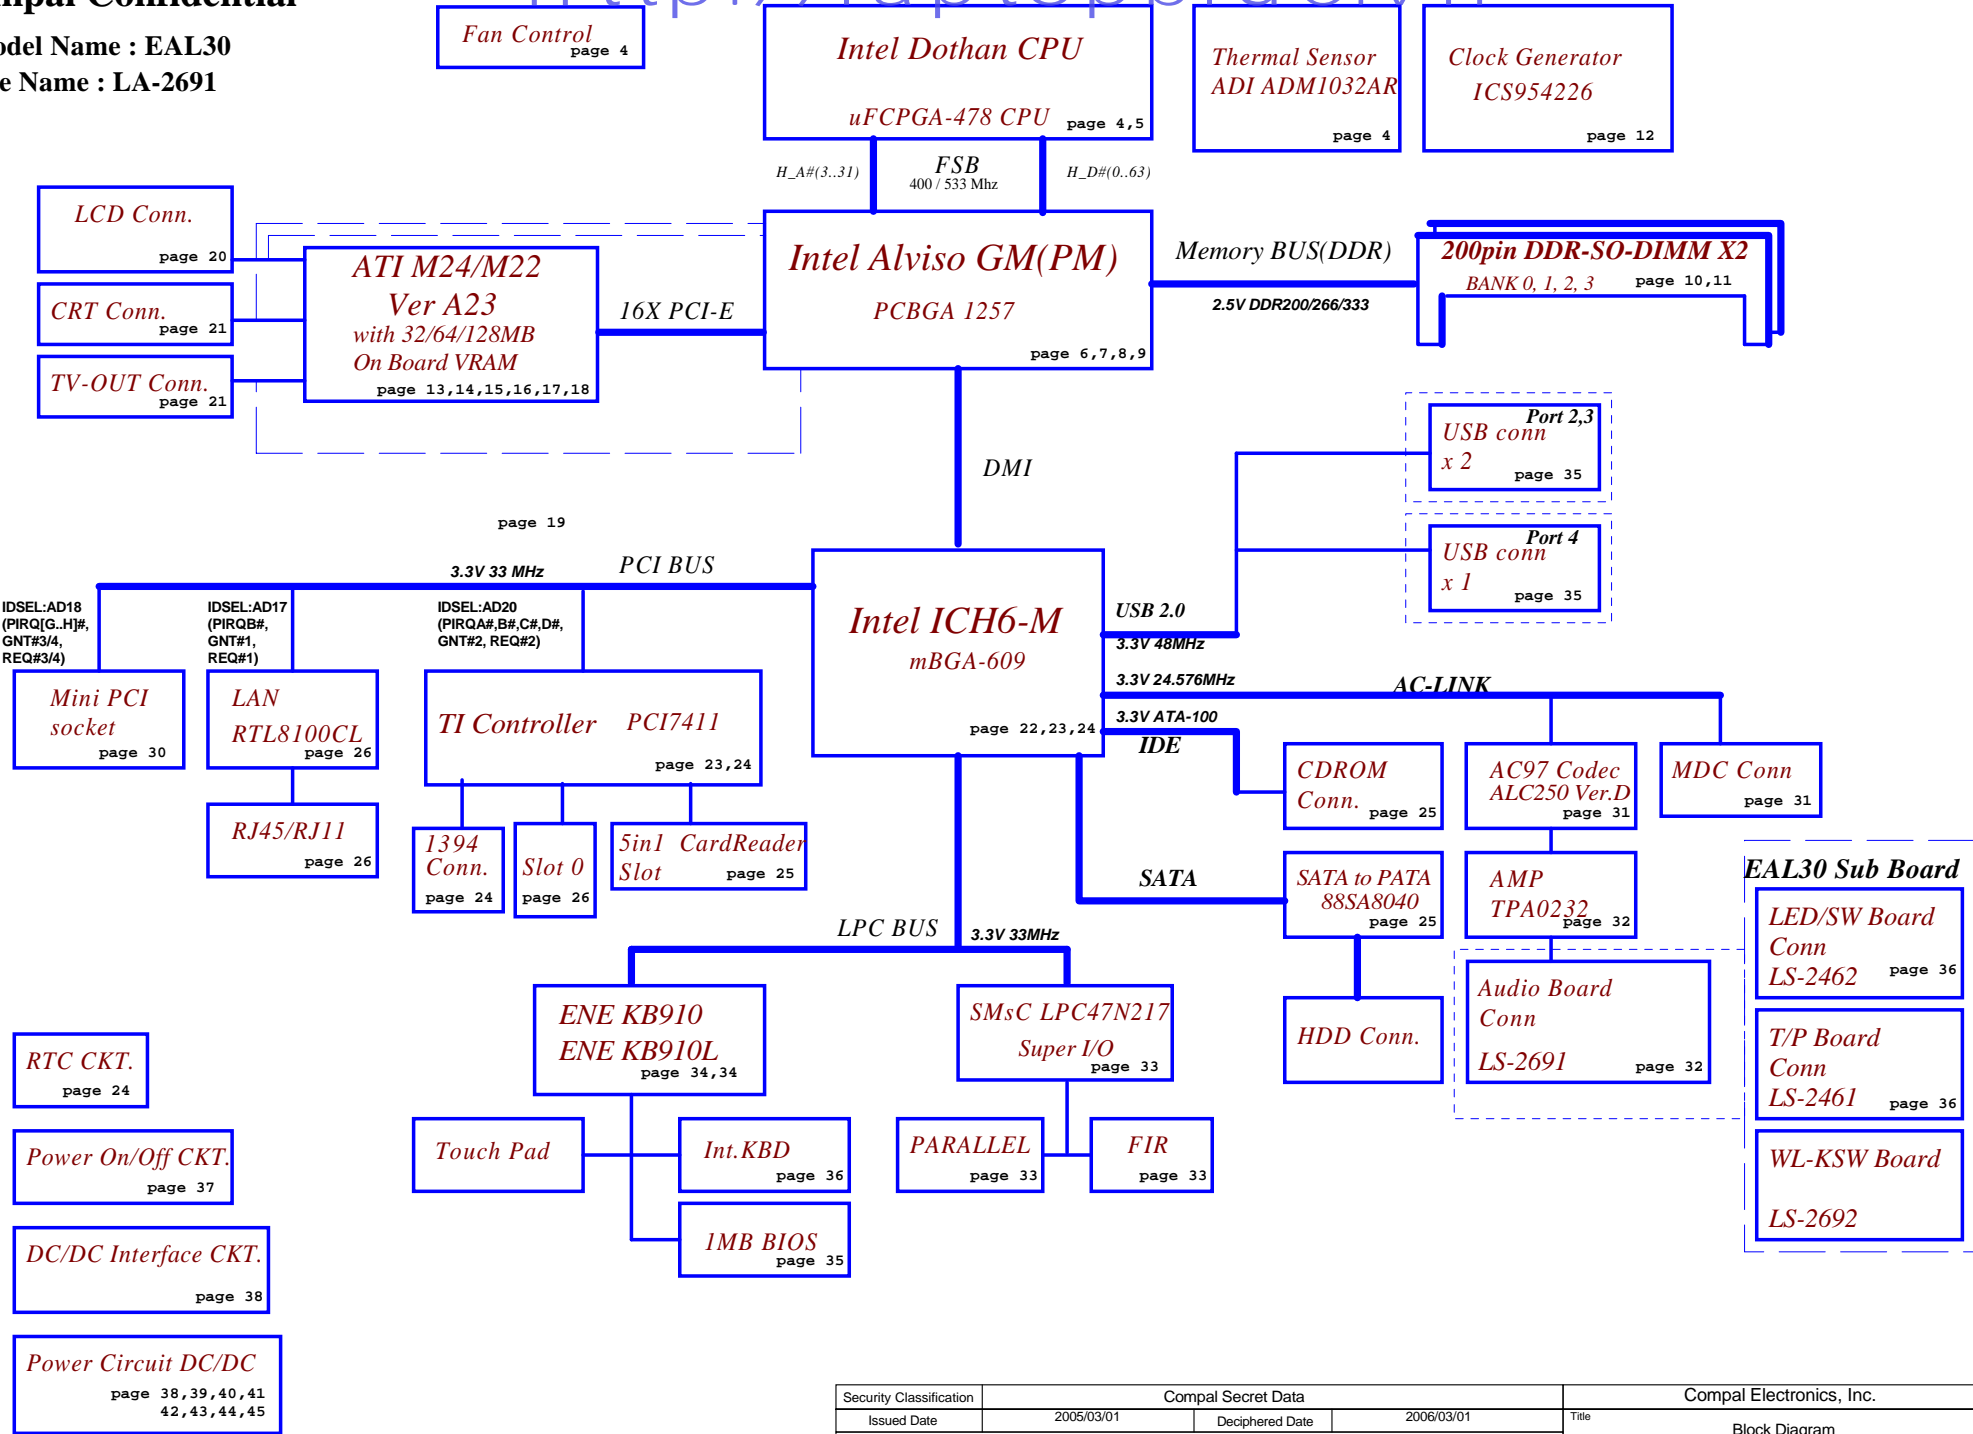 Confidential
Model Name : EAL30
Name : LA-2691
Fan Control
page 4
Intel Dothan CPU
uFCPGA-478 CPU
page 4,5
Thermal Sensor
ADI ADM1032AR
page 4
Clock Generator
ICS954226
page 12
H_A#(3..31)
FSB
400 / 533 Mhz
H_D#(0..63)
LCD Conn.
page 20
CRT Conn.
page 21
TV-OUT Conn.
page 21
ATI M24/M22
Ver A23
with 32/64/128MB
On Board VRAM
page 13,14,15,16,17,18
16X PCI-E
Intel Alviso GM(PM)
PCBGA 1257
page 6,7,8,9
Memory BUS(DDR)
2.5V DDR200/266/333
200pin DDR-SO-DIMM X2
BANK 0, 1, 2, 3
page 10,11
DMI
Port 2,3
USB conn
x 2
page 35
Port 4
USB conn
x 1
page 35
page 19
3.3V 33 MHz
PCI BUS
IDSEL:AD18
(PIRQ[G..H]#,
GNT#3/4,
REQ#3/4)
IDSEL:AD17
(PIRQB#,
GNT#1,
REQ#1)
IDSEL:AD20
(PIRQA#,B#,C#,D#,
GNT#2, REQ#2)
Intel ICH6-M
mBGA-609
page 22,23,24
USB 2.0
3.3V 48MHz
3.3V 24.576MHz
AC-LINK
3.3V ATA-100
IDE
Mini PCI
socket
page 30
LAN
RTL8100CL
page 26
TI Controller PCI7411
page 23,24
RJ45/RJ11
page 26
1394
Conn.
page 24
Slot 0
page 26
5in1 CardReader
Slot
page 25
CDROM
Conn.
page 25
AC97 Codec
ALC250 Ver.D
page 31
MDC Conn
page 31
SATA
SATA to PATA
88SA8040
page 25
AMP
TPA0232
page 32
EAL30 Sub Board
LED/SW Board
Conn
LS-2462
page 36
LPC BUS
3.3V 33MHz
ENE KB910
ENE KB910L
page 34,34
SMsC LPC47N217
Super I/O
page 33
HDD Conn.
Audio Board
Conn
LS-2691
page 32
T/P Board
Conn
LS-2461
page 36
RTC CKT.
page 24
Power On/Off CKT.
page 37
Touch Pad
Int.KBD
page 36
PARALLEL
page 33
FIR
page 33
WL-KSW Board
LS-2692
DC/DC Interface CKT.
page 38
1MB BIOS
page 35
Power Circuit DC/DC
page 38,39,40,41
42,43,44,45
Security Classification
Compal Secret Data
Compal Electronics, Inc.
Issued Date
2005/03/01
Deciphered Date
2006/03/01
Title
Block Diagram